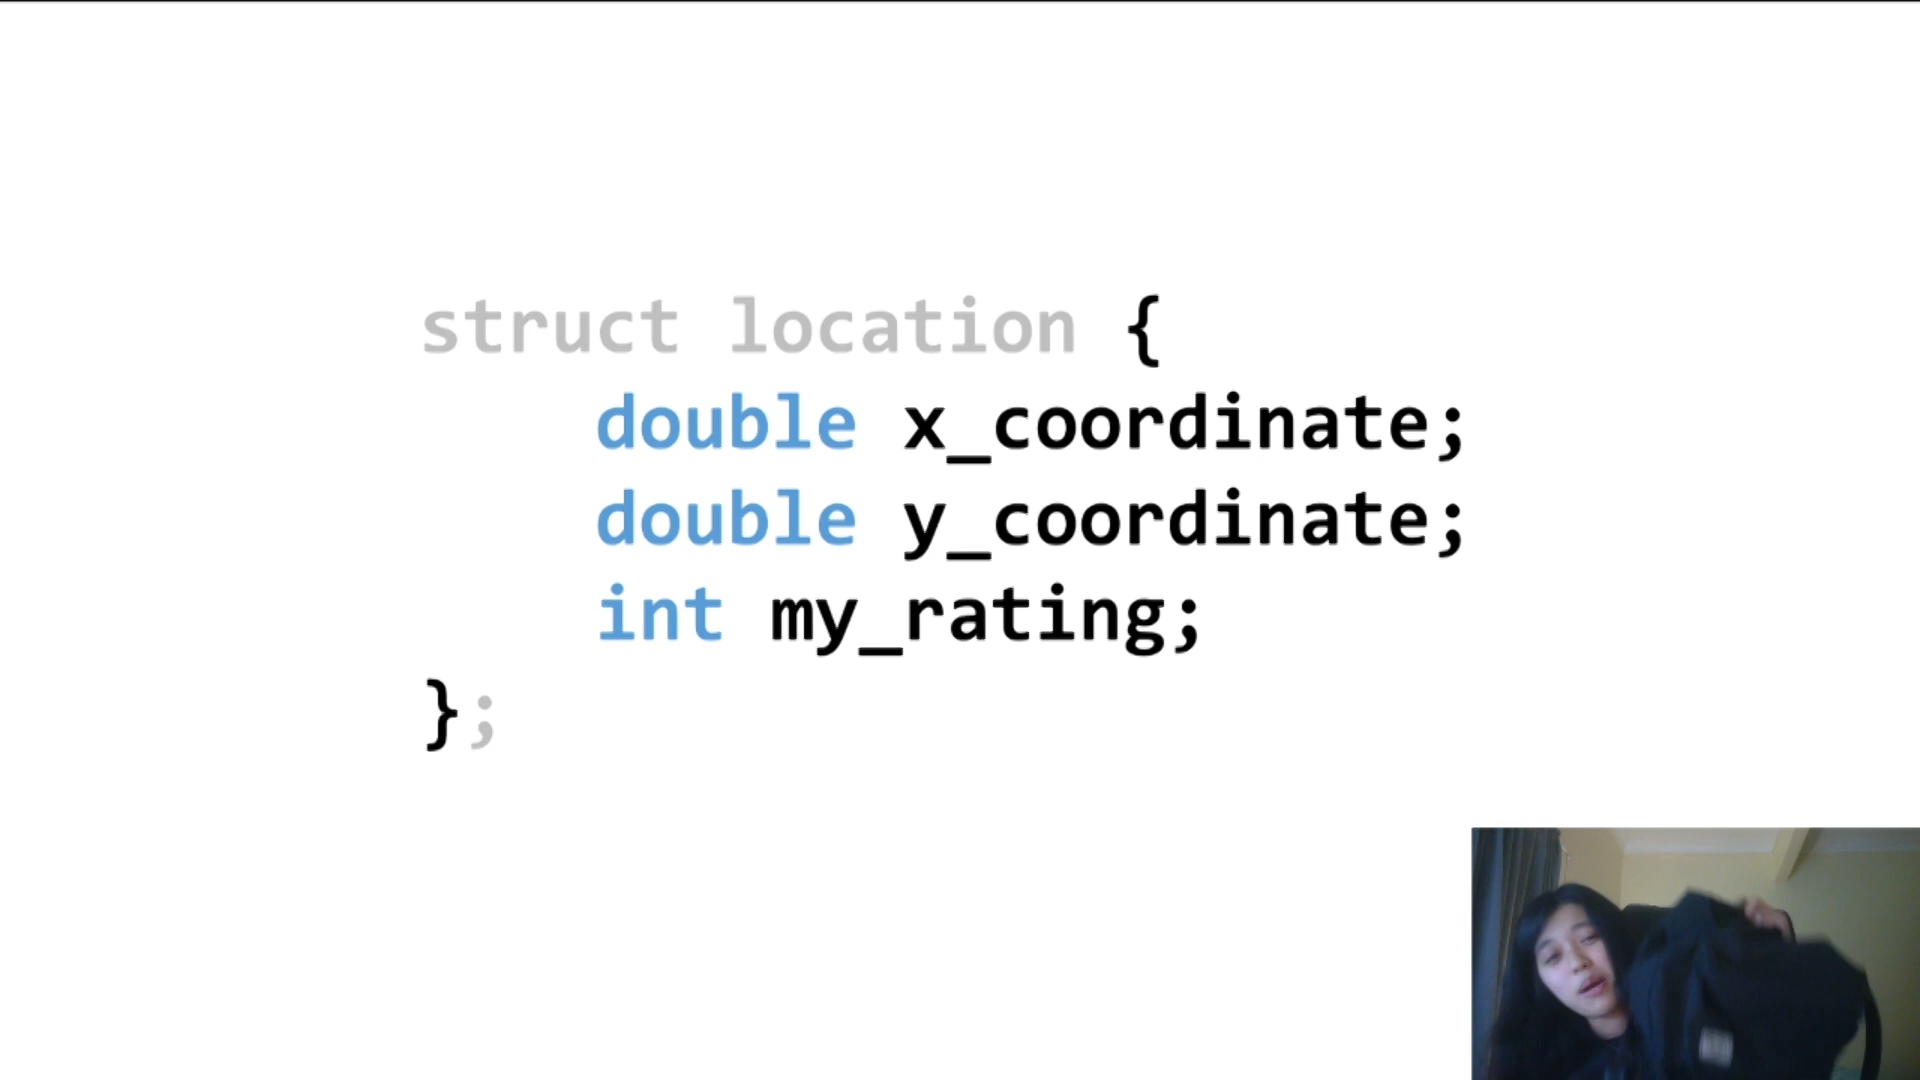 struct location {
double x_coordinate;
double y_coordinate;
int my_rating;
};